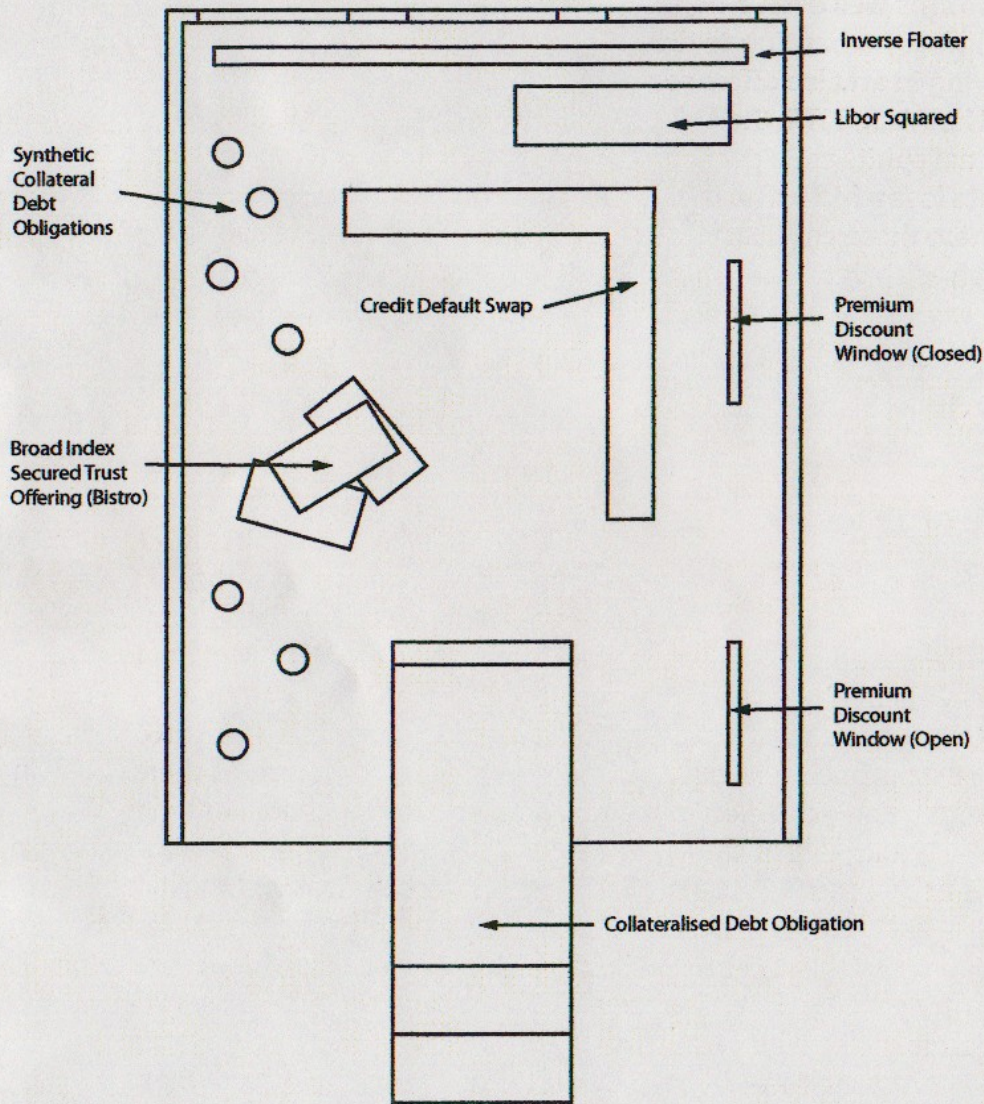 Inverse Floater
Libor Squared
Synthetic
Collateral
Debt
Obligations
Credit Default Swap
Premium
Discount
Window (Closed)
Broad Index
Secured Trust
Offering (Bistro)
Premium
Discount
Window (Open)
Collateralised Debt Obligation